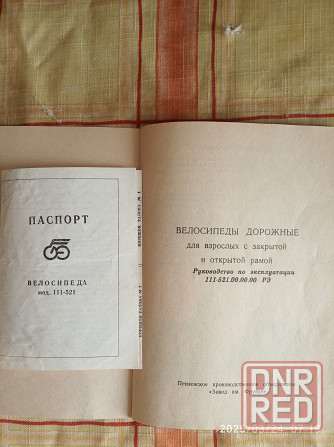 ПАСПОРТ
ВЕЛОСИПЕДА
мод. 111-521
ВЕЛОСИПЕДЫ ДОРОЖНЫЕ
для взрослых с закрытой
и открытой рамой
Руководство по эксплуатации
111-521.00.00.00 РЭ
Пензенское производственное объединение
«Завод им. Фрунзе»
DNR
RED